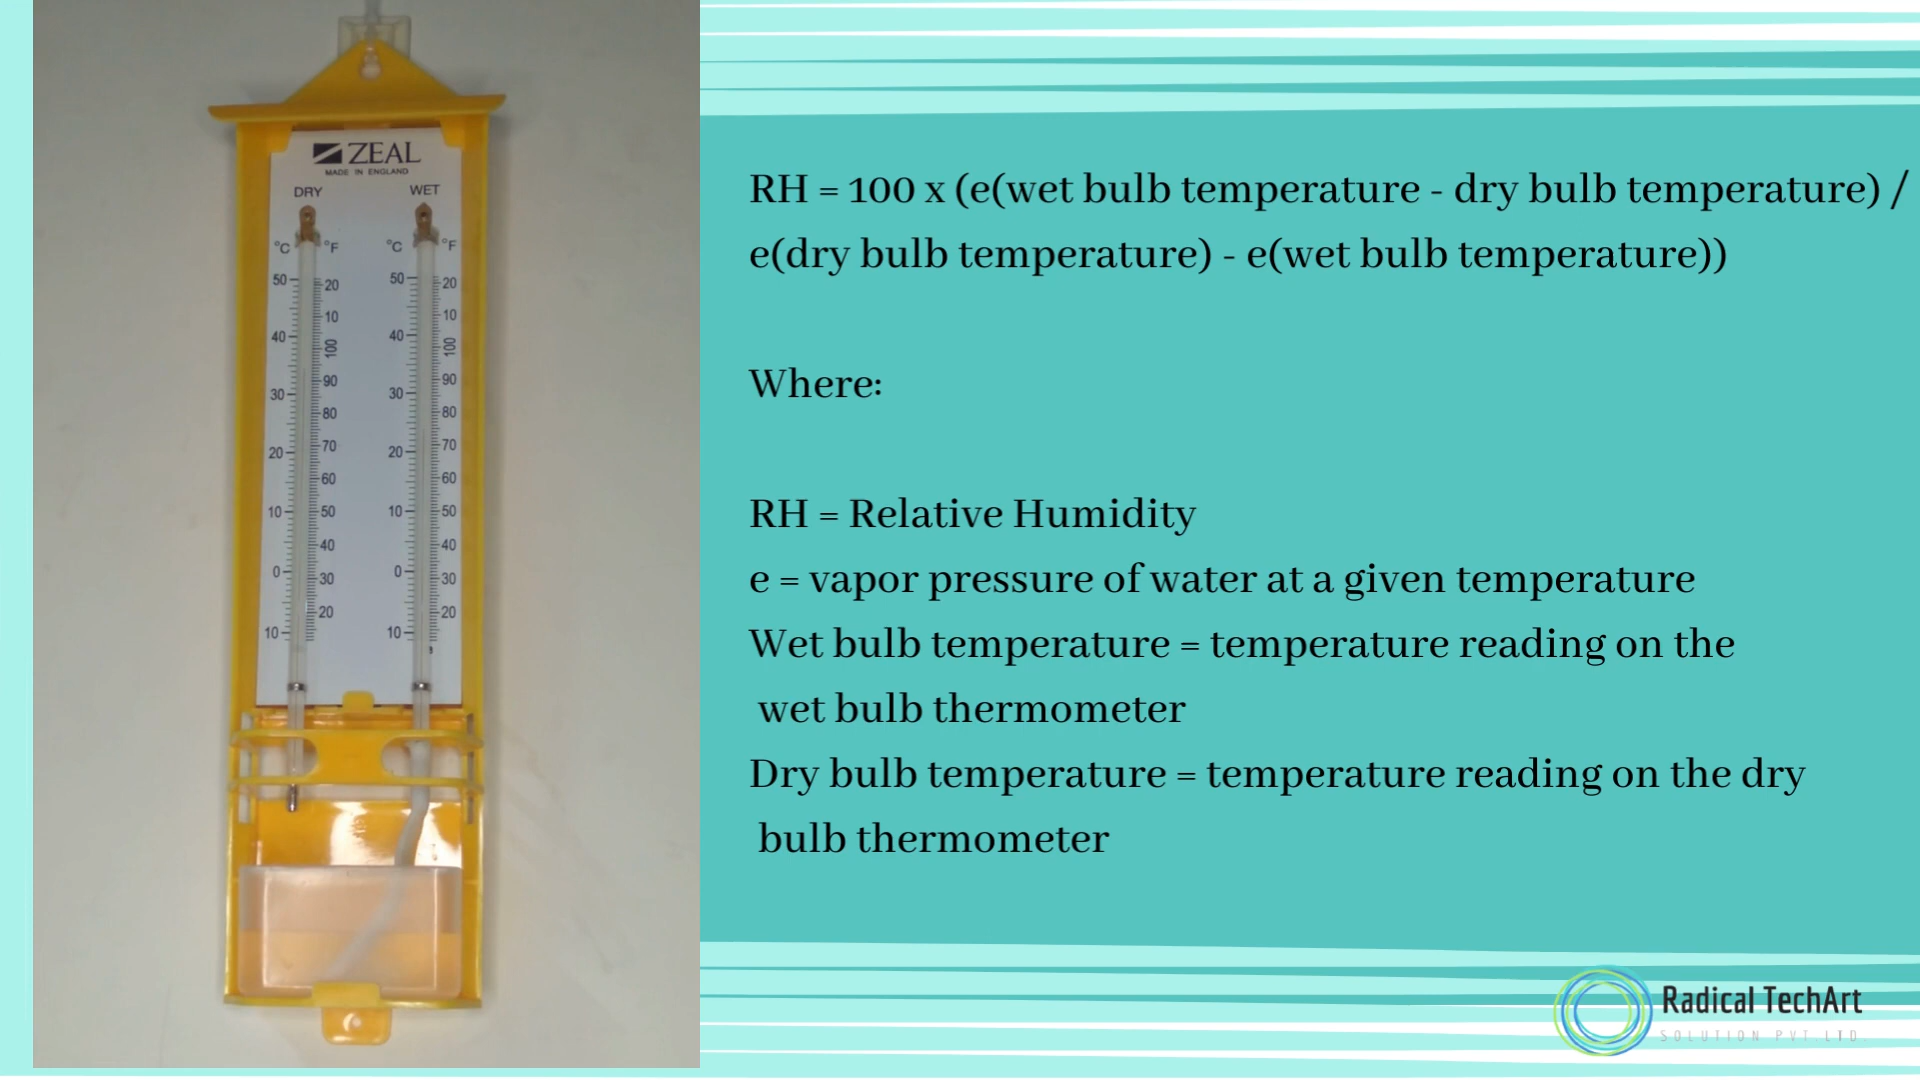 ZEAL
MADE IN ENGLAND
DRY WET
°C °F °C °F
50 20 50 20
10 10
40 100 40 100
90 90
30 80 30 80
20 70 20 70
60 60
10 50 10 50
40 40
0 30 0 30
20 20
10 10
RH = 100 x (e(wet bulb temperature - dry bulb temperature) /
e(dry bulb temperature) - e(wet bulb temperature))
Where:
RH = Relative Humidity
e = vapor pressure of water at a given temperature
Wet bulb temperature = temperature reading on the
wet bulb thermometer
Dry bulb temperature = temperature reading on the dry
bulb thermometer
Radical TechArt
SOLUTION PVT.LTD.